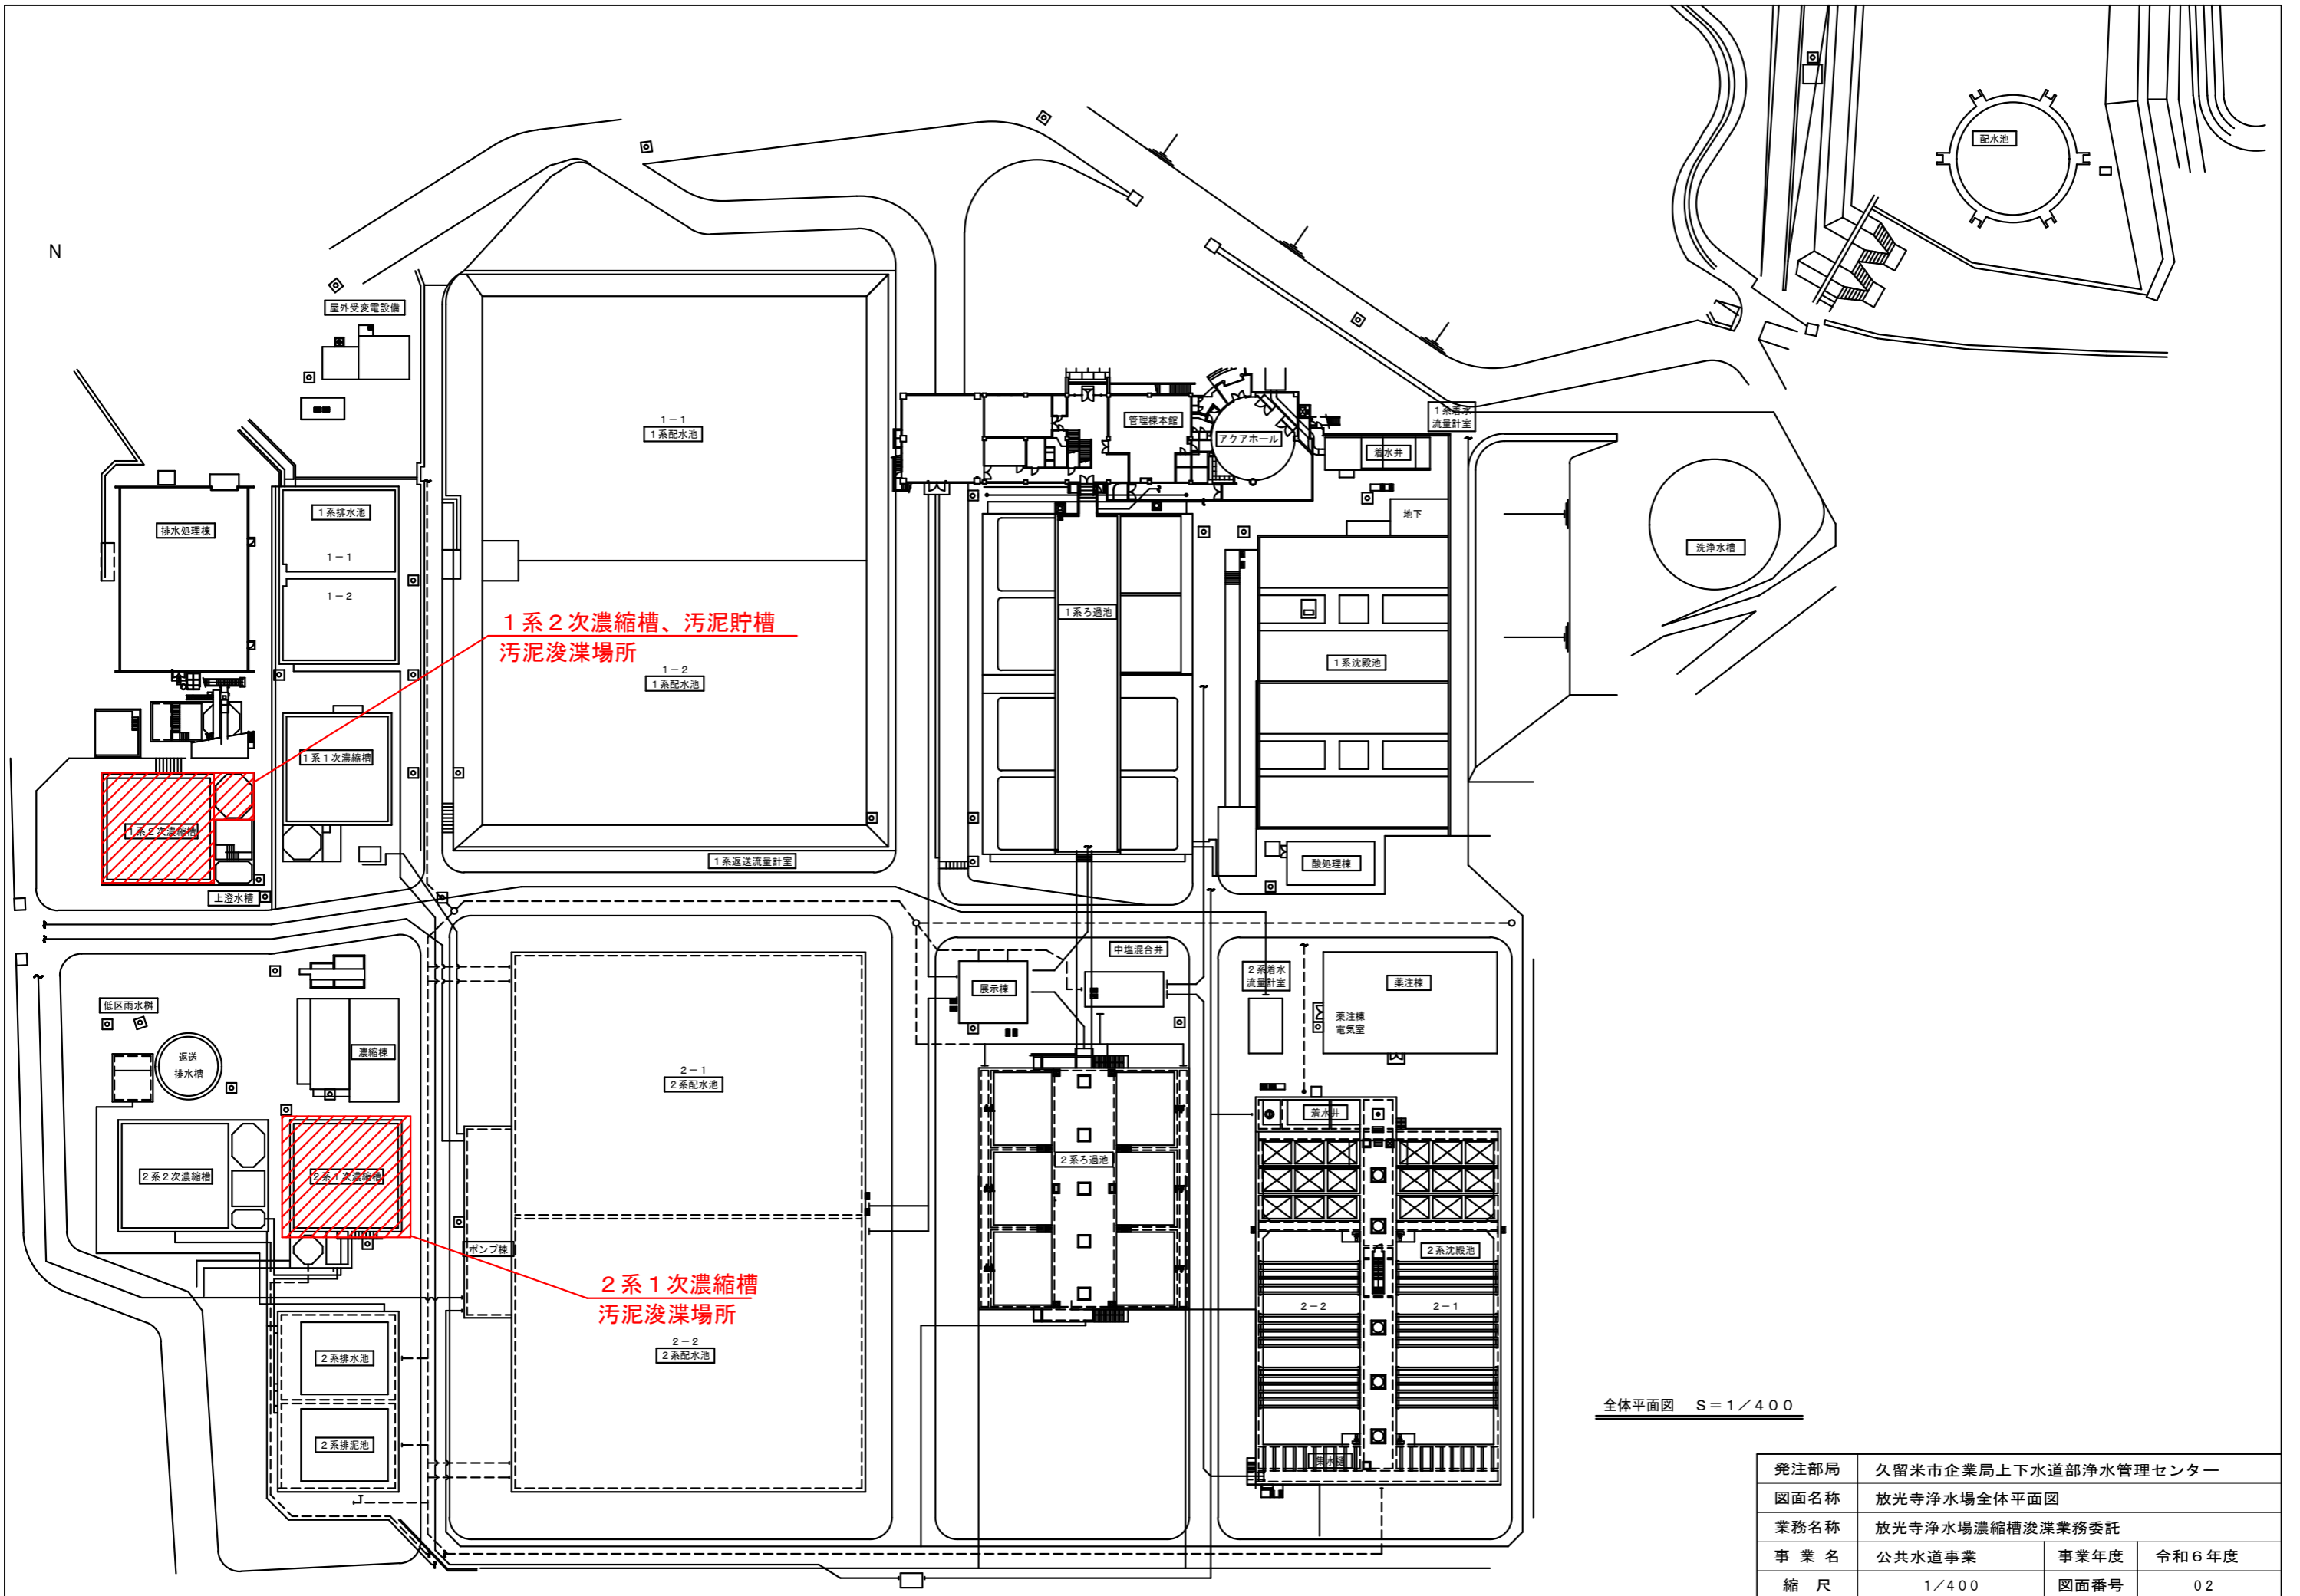 配水池
N
屋外受変電設備
1-1
1系配水池
管理棟本館
アクアホール
1系着水
流量計室
着水井
排水処理棟
1系排水池
1-1
1-2
地下
洗浄水槽
1系ろ過池
1系2次濃縮槽、汚泥貯槽
汚泥浚渫場所
1-2
1系配水池
1系沈殿池
1系1次濃縮槽
1系2次濃縮槽
1系返送流量計室
酸処理棟
上澄水槽
中塩混合井
展示棟
2系着水
流量計室
薬注棟
薬注棟
電気室
低区雨水桝
返送
排水槽
濃縮棟
2-1
2系配水池
着水井
2系ろ過池
2系2次濃縮槽
2系1次濃縮槽
ポンプ棟
2系沈殿池
2系1次濃縮槽
汚泥浚渫場所
2-2
2-1
2-2
2系配水池
2系排水池
2系排泥池
全体平面図 S=1/400
発注部局 久留米市企業局上下水道部浄水管理センター
図面名称 放光寺浄水場全体平面図
業務名称 放光寺浄水場濃縮槽浚渫業務委託
事業名 公共水道事業 事業年度 令和6年度
縮尺 1/400 図面番号 02